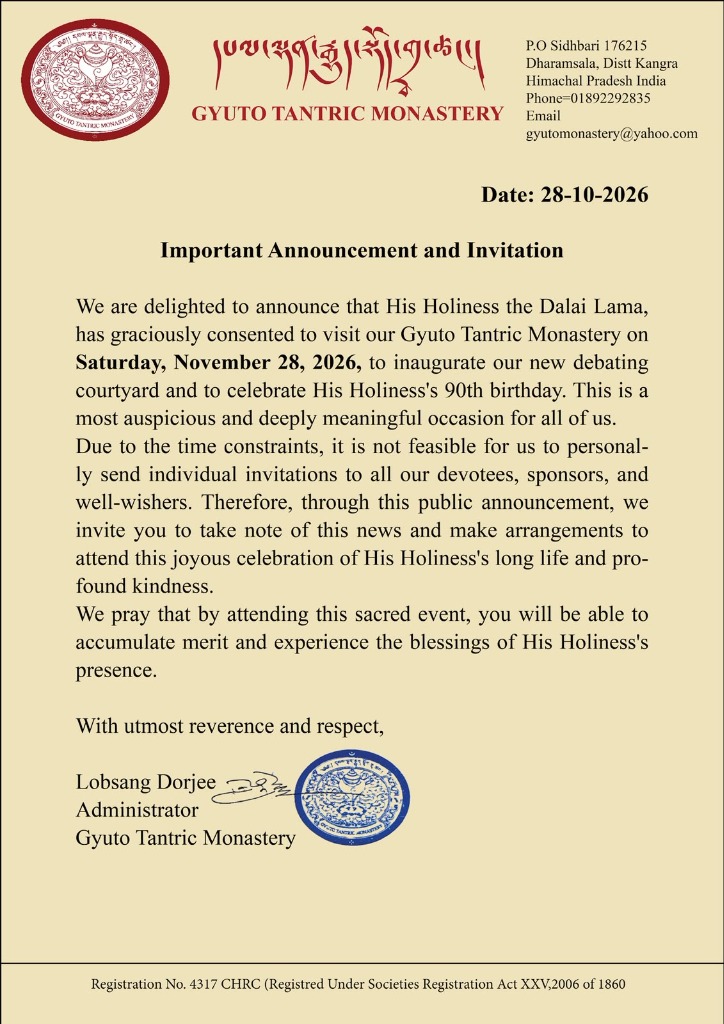 GYUTO TANTRIC MONASTERY
GYUTO TANTRIC MONASTERY
P.O Sidhbari 176215
Dharamsala, Distt Kangra
Himachal Pradesh India
Phone=01892292835
Email
gyutomonastery@yahoo.com
Date: 28-10-2026
Important Announcement and Invitation
We are delighted to announce that His Holiness the Dalai Lama,
has graciously consented to visit our Gyuto Tantric Monastery on
Saturday, November 28, 2026, to inaugurate our new debating
courtyard and to celebrate His Holiness's 90th birthday. This is a
most auspicious and deeply meaningful occasion for all of us.
Due to the time constraints, it is not feasible for us to personal-
ly send individual invitations to all our devotees, sponsors, and
well-wishers. Therefore, through this public announcement, we
invite you to take note of this news and make arrangements to
attend this joyous celebration of His Holiness's long life and pro-
found kindness.
We pray that by attending this sacred event, you will be able to
accumulate merit and experience the blessings of His Holiness's
presence.
With utmost reverence and respect,
Lobsang Dorjee
Administrator
Gyuto Tantric Monastery
GYUTO TANTRIC MONASTERY
Registration No. 4317 CHRC (Registred Under Societies Registration Act XXV,2006 of 1860